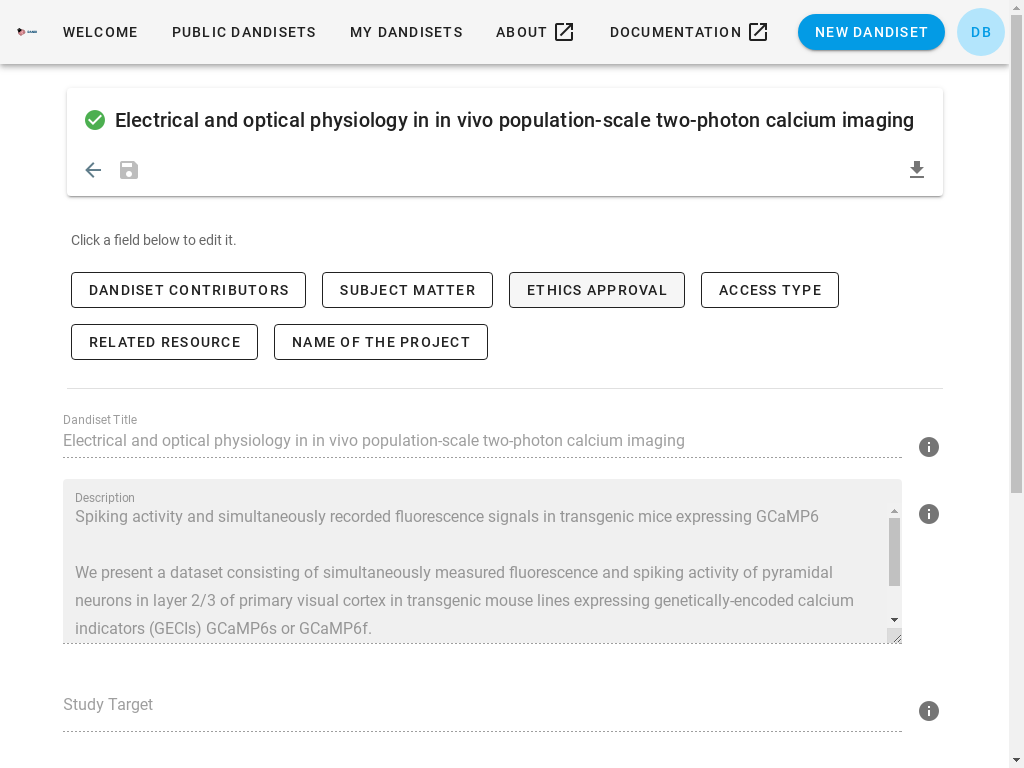 WELCOME PUBLIC DANDISETS MY DANDISETS ABOUT DOCUMENTATION NEW DANDISET DB
Electrical and optical physiology in in vivo population-scale two-photon calcium imaging
Click a field below to edit it.
DANDISET CONTRIBUTORS SUBJECT MATTER ETHICS APPROVAL ACCESS TYPE
RELATED RESOURCE NAME OF THE PROJECT
Dandiset Title
Electrical and optical physiology in in vivo population-scale two-photon calcium imaging
Description
Spiking activity and simultaneously recorded fluorescence signals in transgenic mice expressing GCaMP6
We present a dataset consisting of simultaneously measured fluorescence and spiking activity of pyramidal
neurons in layer 2/3 of primary visual cortex in transgenic mouse lines expressing genetically-encoded calcium
indicators (GECIs) GCaMP6s or GCaMP6f.
Study Target